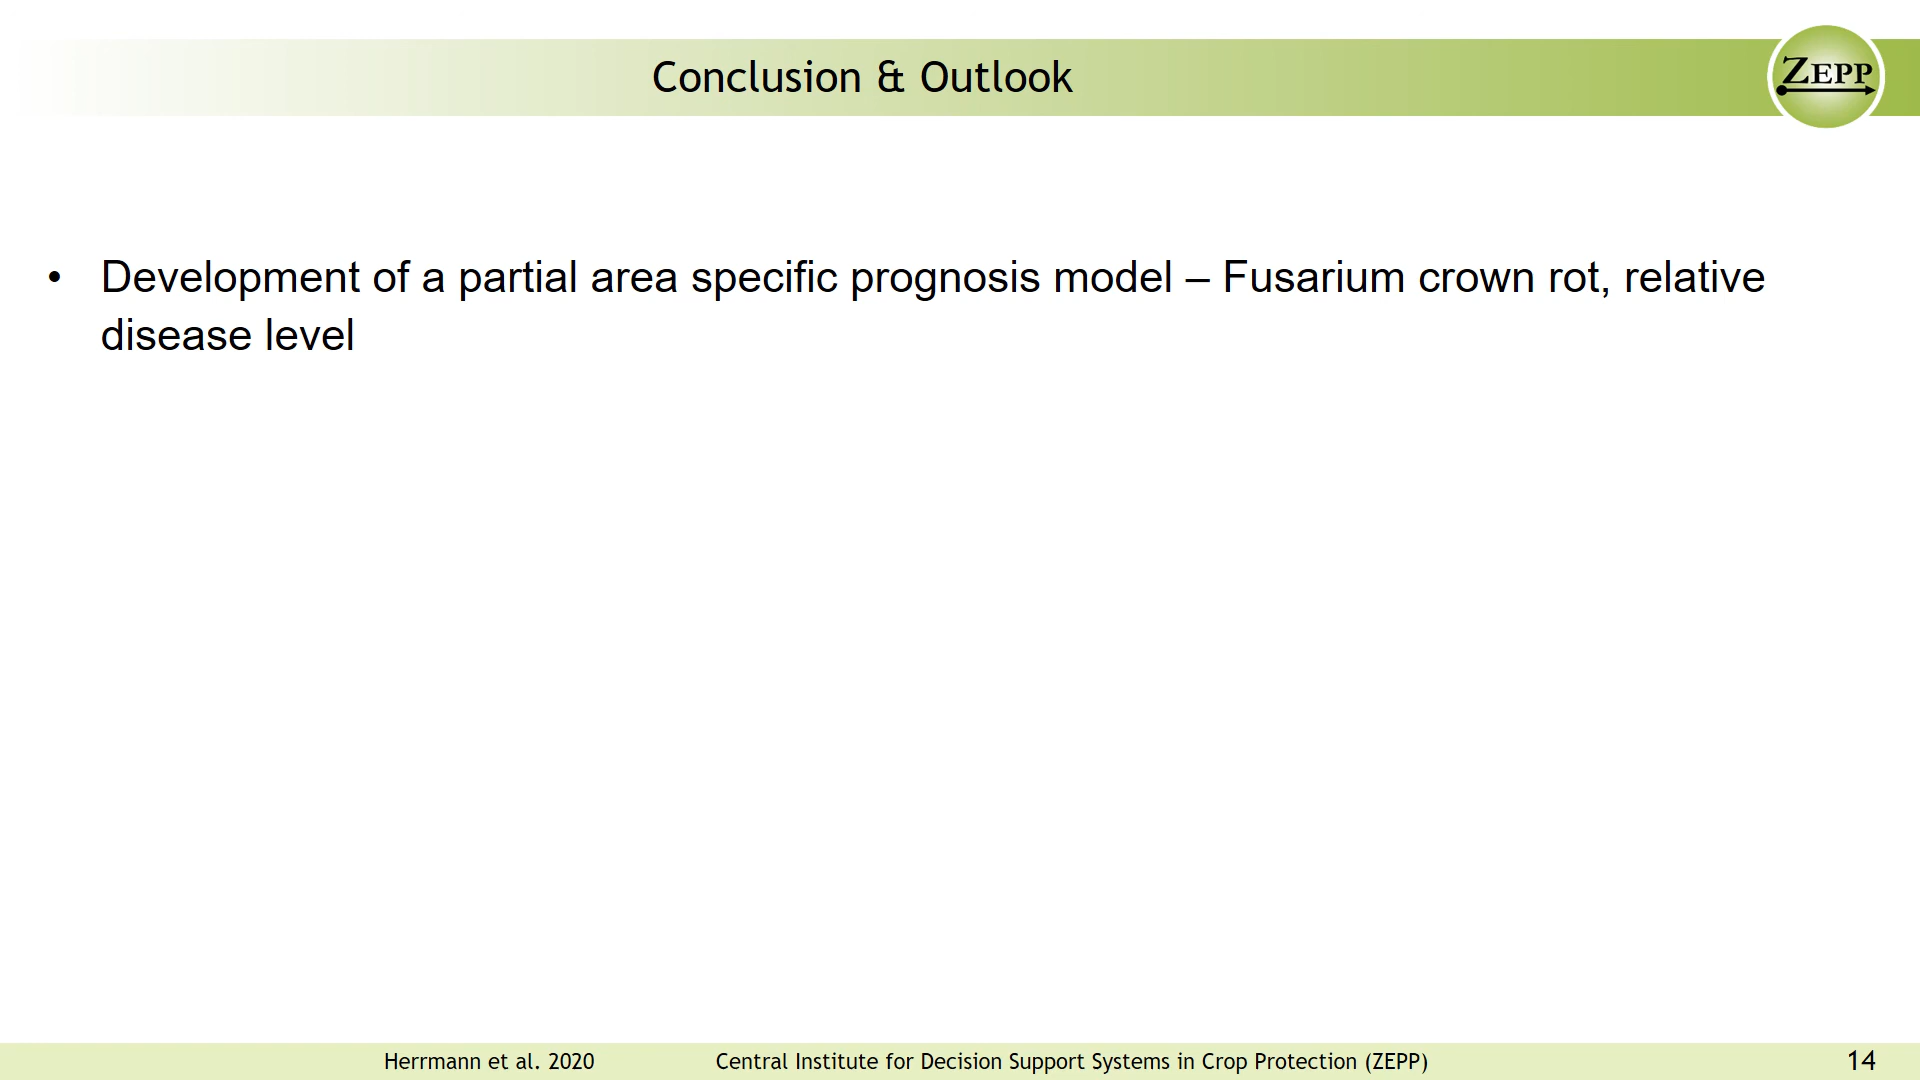 Conclusion & Outlook
ZEPP
• Development of a partial area specific prognosis model – Fusarium crown rot, relative
disease level
Herrmann et al. 2020
Central Institute for Decision Support Systems in Crop Protection (ZEPP)
14